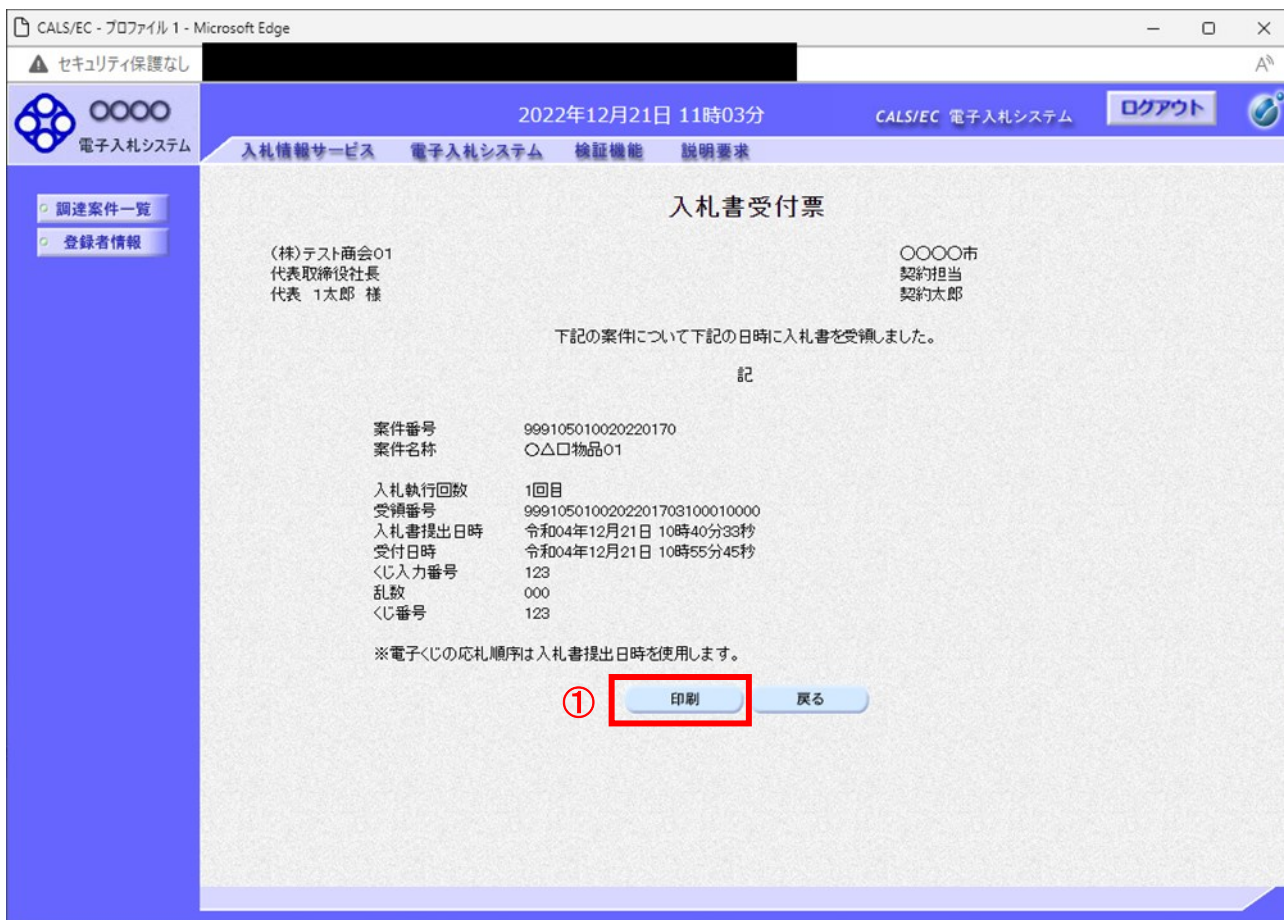 CALS/EC - プロファイル 1 - Microsoft Edge
セキュリティ保護なし
〇〇〇〇
電子入札システム
2022年12月21日 11時03分
CALS/EC 電子入札システム
ログアウト
入札情報サービス 電子入札システム 検証機能 説明要求
調達案件一覧
登録者情報
入札書受付票
(株)テスト商会01
代表取締役社長
代表 1太郎 様
〇〇〇〇市
契約担当
契約太郎
下記の案件について下記の日時に入札書を受領しました。
記
案件番号 999105010020220170
案件名称 〇△口物品01
入札執行回数 1回目
受領番号 9991050100202201703100010000
入札書提出日時 令和04年12月21日 10時40分33秒
受付日時 令和04年12月21日 10時55分45秒
くじ入力番号 123
乱数 000
くじ番号 123
※電子くじの応札順序は入札書提出日時を使用します。
① 印刷 戻る